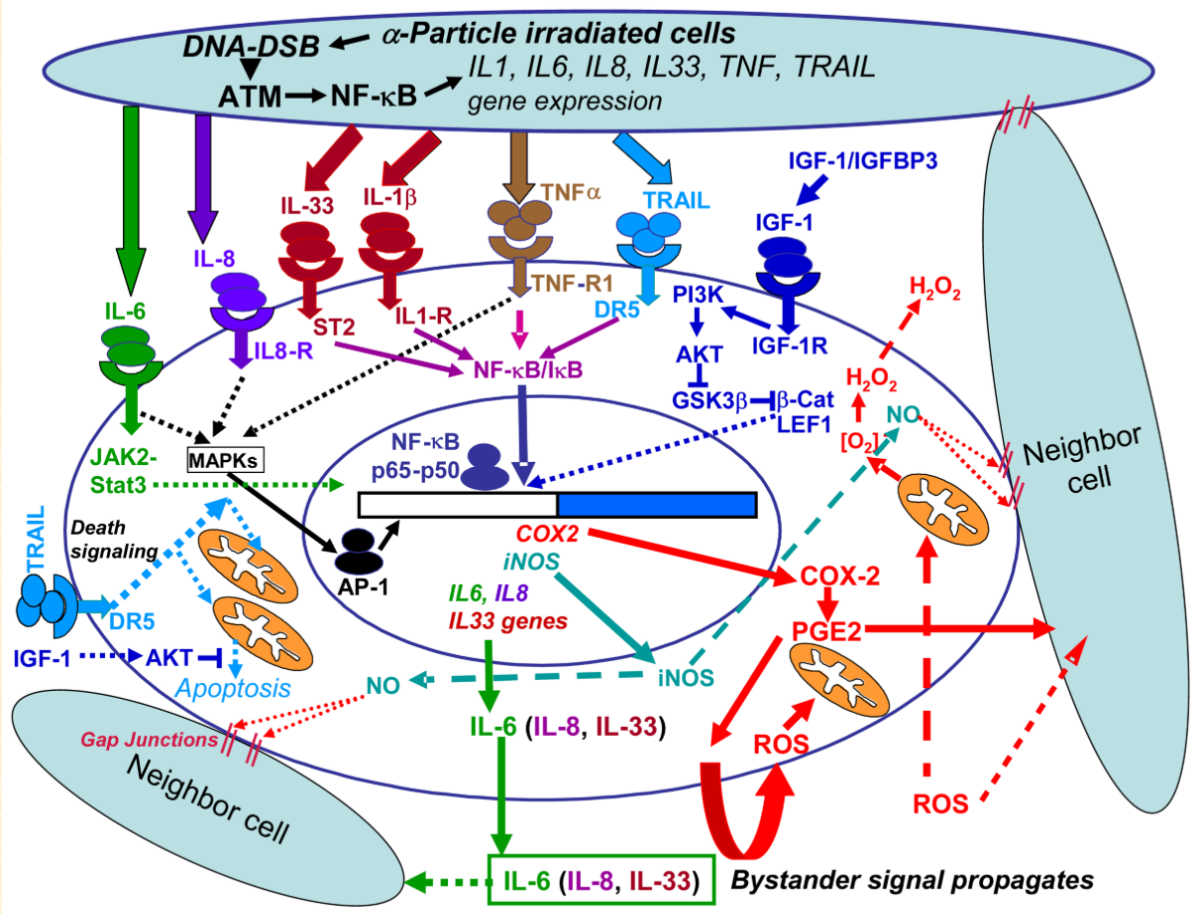 DNA-DSB
α-Particle irradiated cells
IL1, IL6, IL8, IL33, TNF, TRAIL
ATM
NF-κB
gene expression
IGF-1/IGFBP3
IL-33
IL-1β
TNFα
TRAIL
IGF-1
IL-8
IL-6
TNF-R1
DR5
PI3K
H₂O₂
ST2
IL1-R
IL8-R
IGF-1R
AKT
NF-κB/IκB
H₂O₂
GSK3β
β-Cat
LEF1
NO
[O₂]
Neighbor
cell
NF-κB
p65-p50
JAK2-
Stat3
MAPKs
TRAIL
Death
signaling
COX2
iNOS
AP-1
COX-2
IL6, IL8
IL33 genes
DR5
PGE2
IGF-1
AKT
Apoptosis
NO
iNOS
IL-6 (IL-8, IL-33)
Gap Junctions
ROS
Neighbor cell
ROS
IL-6 (IL-8, IL-33)
Bystander signal propagates